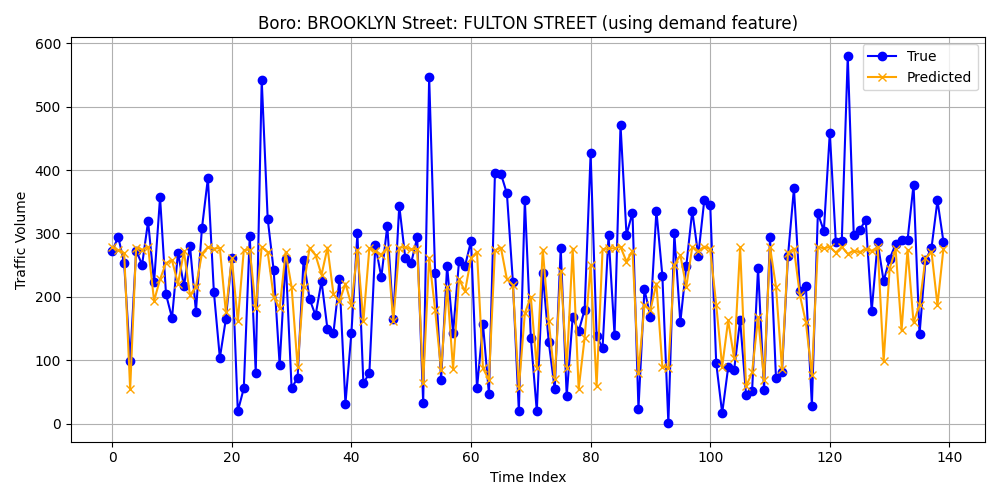 Boro: BROOKLYN Street: FULTON STREET (using demand feature)
True
Predicted
Traffic Volume
600
500
400
300
200
100
0
0 20 40 60 80 100 120 140
Time Index